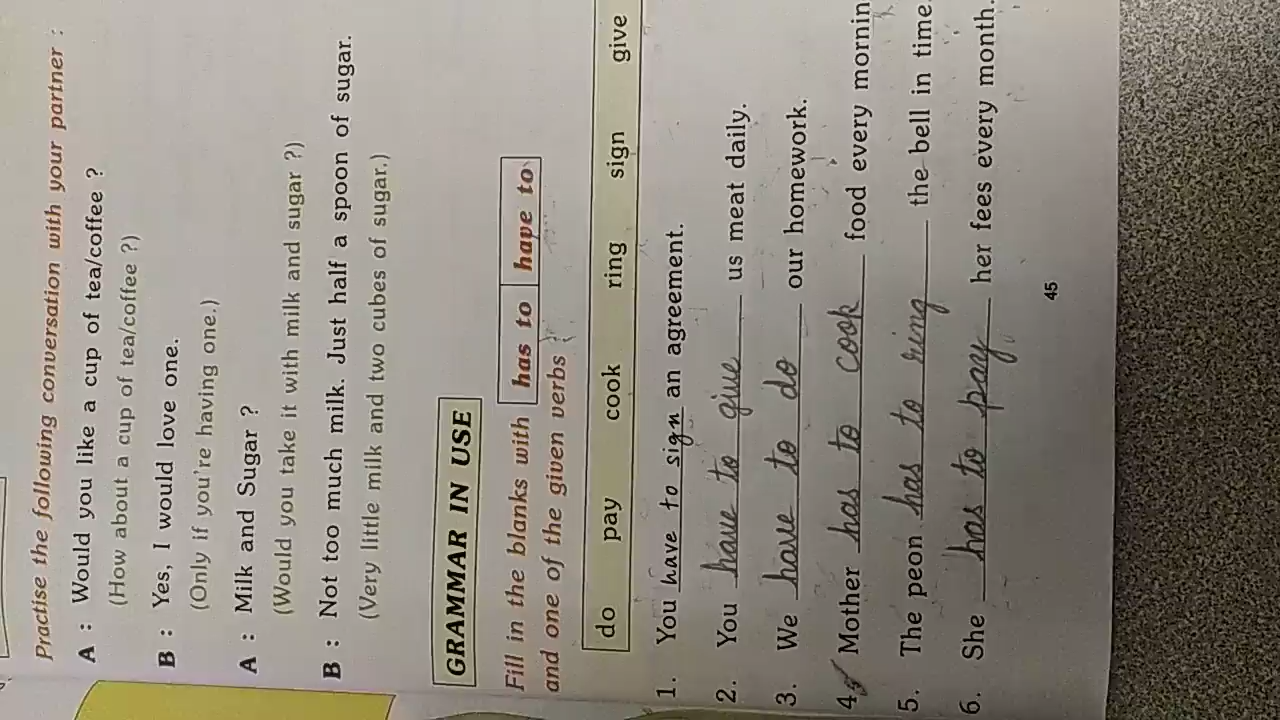 Practise the following conversation with your partner :
A : Would you like a cup of tea/coffee ?
(How about a cup of tea/coffee ?)
B : Yes, I would love one.
(Only if you're having one.)
A : Milk and Sugar ?
(Would you take it with milk and sugar ?)
B : Not too much milk. Just half a spoon of sugar.
(Very little milk and two cubes of sugar.)
GRAMMAR IN USE
Fill in the blanks with has to have to
and one of the given verbs :
do pay cook ring sign give
1. You have to sign an agreement.
2. You have to give us meat daily.
3. We have to do our homework.
4. Mother has to cook food every mornin
5. The peon has to ring the bell in time.
6. She has to pay her fees every month.
45